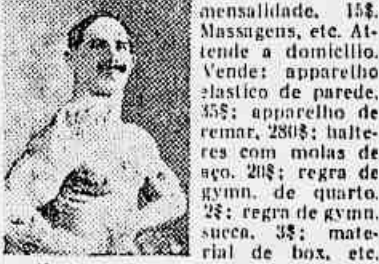 mensalidade. 15$.
Massagens, etc. At-
tende a domicilio.
Vende: apparelho
elastico de parede,
35$; apparelho de
remar, 280$; halte-
res com molas de
aço, 20$; regra de
gymn. de quarto,
2$; regra de gymn.
sueca, 3$; mate-
rial de box, etc.